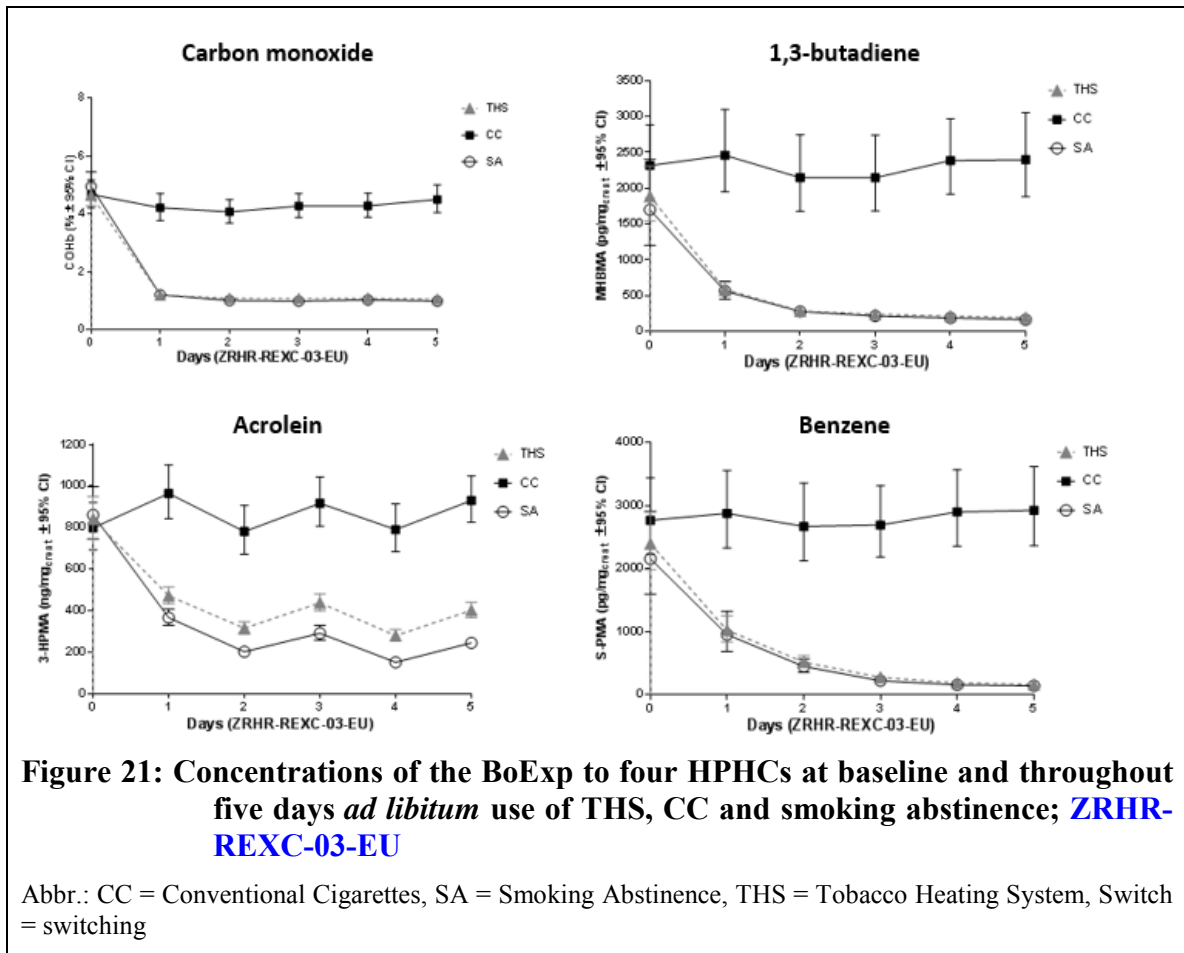 Carbon monoxide
8
6
4
2
0
COHb (% ± 95% CI)
THS
CC
SA
0 1 2 3 4 5
Days (ZRHR-REXC-03-EU)
1,3-butadiene
3500
3000
2500
2000
1500
1000
500
0
MHBMA (pg/mgcreat ±95% CI)
THS
CC
SA
0 1 2 3 4 5
Days (ZRHR-REXC-03-EU)
Acrolein
1200
1000
800
600
400
200
0
3-HPMA (ng/mgcreat ±95% CI)
THS
CC
SA
0 1 2 3 4 5
Days (ZRHR-REXC-03-EU)
Benzene
4000
3000
2000
1000
0
S-PMA (pg/mgcreat ±95% CI)
THS
CC
SA
0 1 2 3 4 5
Days (ZRHR-REXC-03-EU)
Figure 21: Concentrations of the BoExp to four HPHCs at baseline and throughout
five days ad libitum use of THS, CC and smoking abstinence; ZRHR-
REXC-03-EU
Abbr.: CC = Conventional Cigarettes, SA = Smoking Abstinence, THS = Tobacco Heating System, Switch
= switching